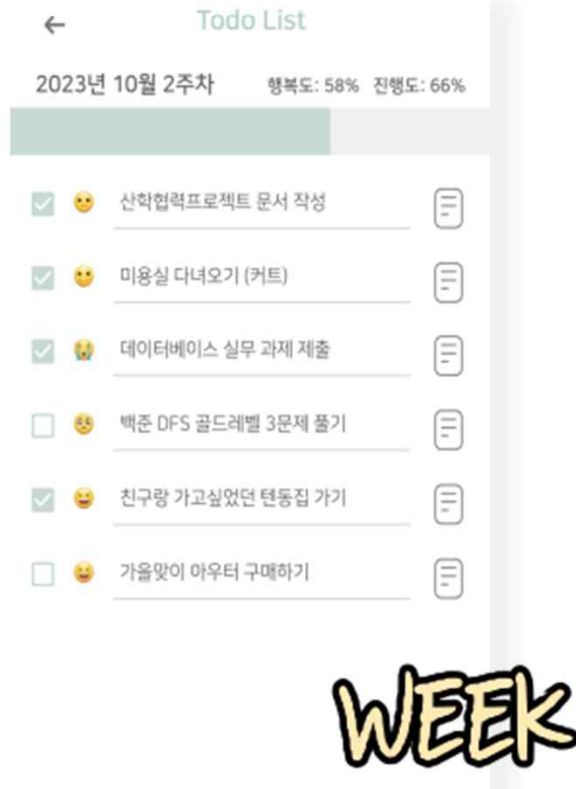 Todo List
2023년 10월 2주차 행복도: 58% 진행도: 66%
산학협력프로젝트 문서 작성
미용실 다녀오기 (커트)
데이터베이스 실무 과제 제출
백준 DFS 골드레벨 3문제 풀기
친구랑 가고싶었던 텐동집 가기
가을맞이 아우터 구매하기
WEEK